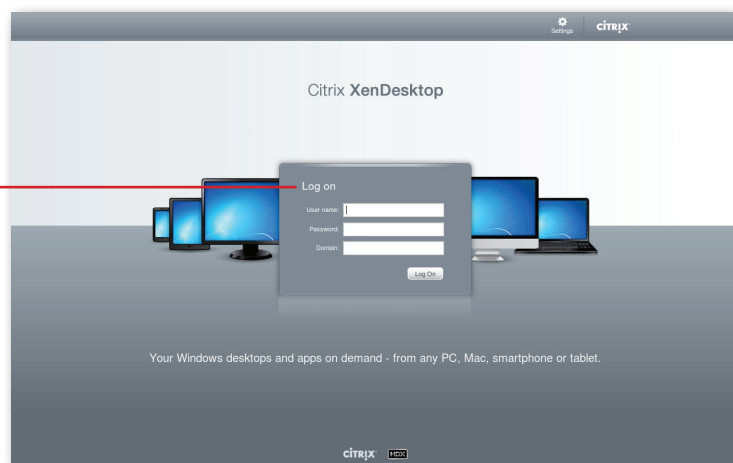 Settings
CITRIX
Citrix XenDesktop
Log on
User name:
Password:
Domain:
Log On
Your Windows desktops and apps on demand - from any PC, Mac, smartphone or tablet.
CITRIX HDX